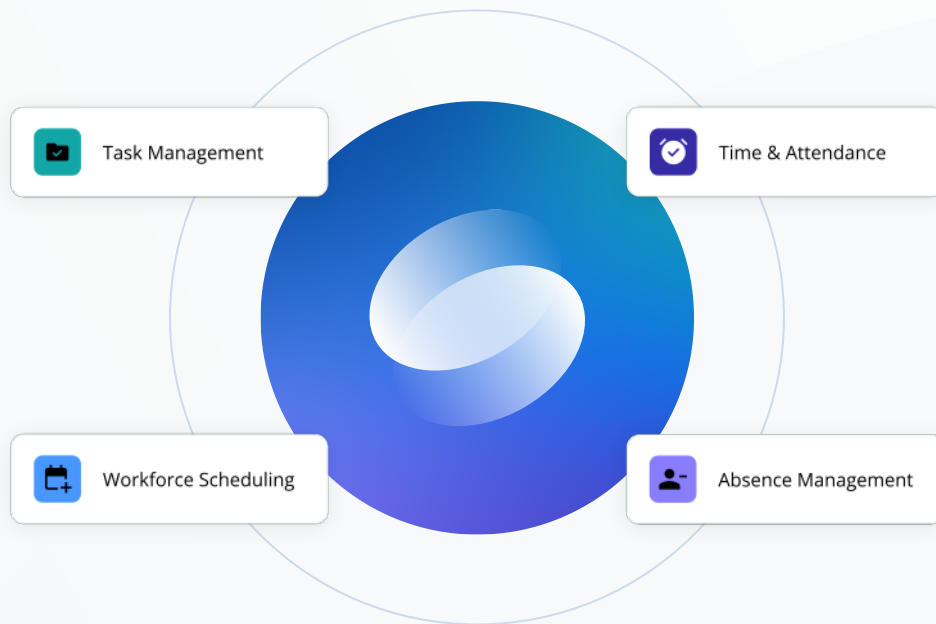 Task Management
Time & Attendance
Workforce Scheduling
Absence Management